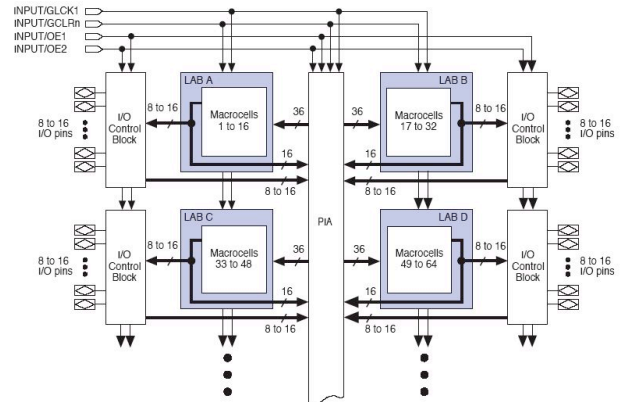 INPUT/GLCK1
INPUT/GCLRn
INPUT/OE1
INPUT/OE2
LAB A
LAB B
8 to 16
I/O pins
I/O
Control
Block
8 to 16
Macrocells
1 to 16
36
36
Macrocells
17 to 32
8 to 16
I/O
Control
Block
8 to 16
I/O pins
16
8 to 16
16
8 to 16
PIA
LAB C
LAB D
8 to 16
I/O pins
I/O
Control
Block
8 to 16
Macrocells
33 to 48
36
36
Macrocells
49 to 64
8 to 16
I/O
Control
Block
8 to 16
I/O pins
16
8 to 16
16
8 to 16